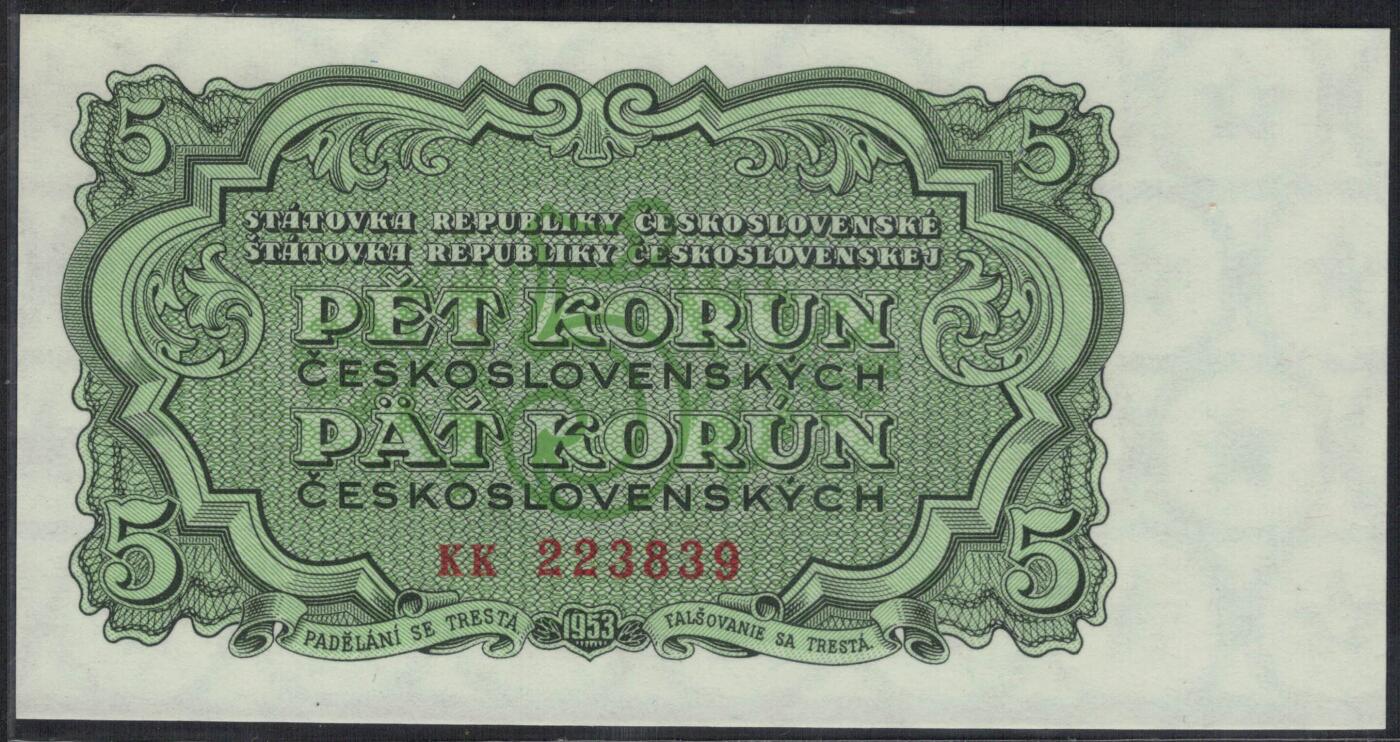 5 5
STÁTOVKA REPUBLIKY ČESKOSLOVENSKÉ
ŠTÁTOVKA REPUBLIKY ČESKOSLOVENSKEJ
PĚT KORUN
ČESKOSLOVENSKÝCH
PÄŤ KORÚN
ČESKOSLOVENSKÝCH
5 5
KK 223839
PADĚLÁNÍ SE TRESTÁ 1953 FALŠOVANIE SA TRESTÁ.